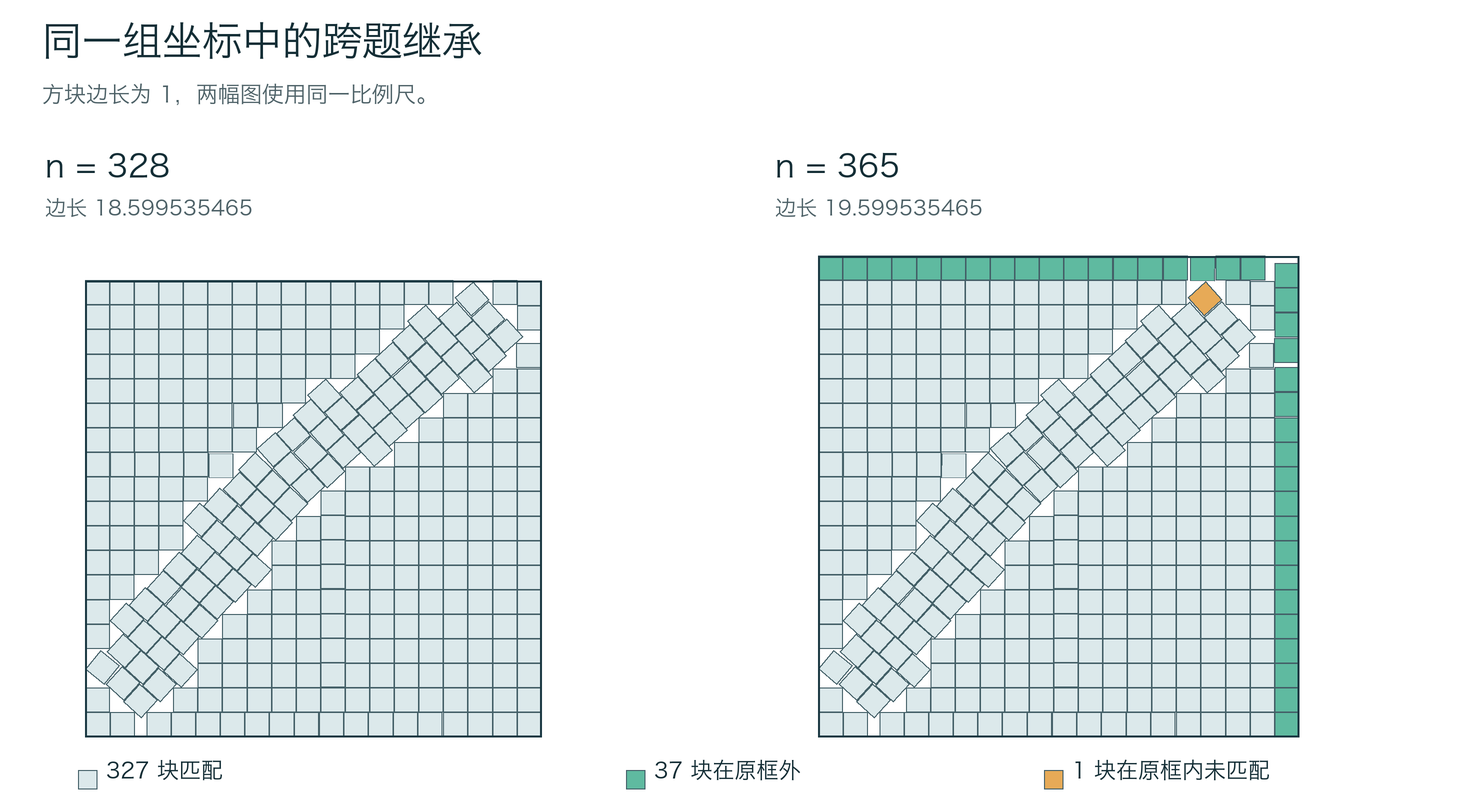 同一组坐标中的跨题继承
方块边长为 1，两幅图使用同一比例尺。
n = 328
边长 18.599535465
n = 365
边长 19.599535465
327 块匹配
37 块在原框外
1 块在原框内未匹配